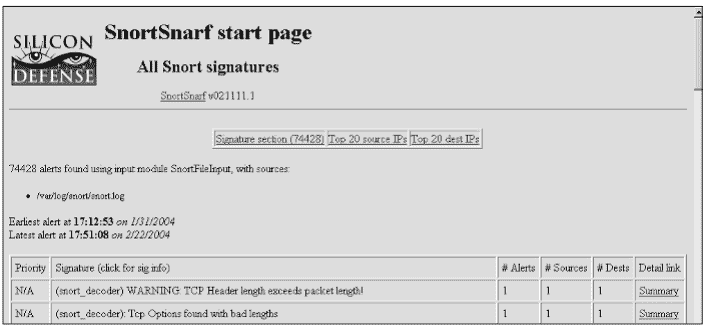 SILICON
DEFENSE
SnortSnarf start page
All Snort signatures
SnortSnarf v021111.1
Signature section (74428) Top 20 source IPs Top 20 dest IPs
74428 alerts found using input module SnortFileInput, with sources:
• /var/log/snort/snort.log
Earliest alert at 17:12:53 on 1/31/2004
Latest alert at 17:51:08 on 2/22/2004
Priority Signature (click for sig info) # Alerts # Sources # Dests Detail link
N/A (snort_decoder) WARNING: TCP Header length exceeds packet length! 1 1 1 Summary
N/A (snort_decoder): Tcp Options found with bad lengths 1 1 1 Summary